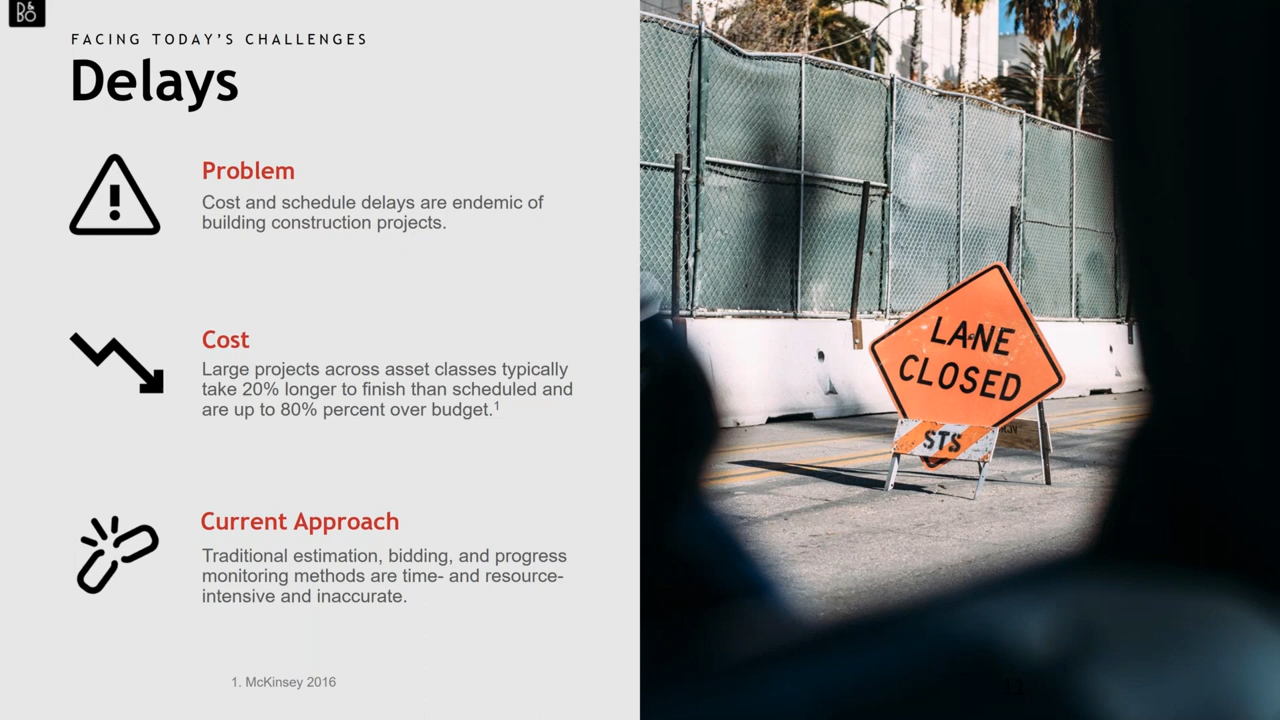 B&O
FACING TODAY'S CHALLENGES
Delays
Problem
Cost and schedule delays are endemic of
building construction projects.
Cost
Large projects across asset classes typically
take 20% longer to finish than scheduled and
are up to 80% percent over budget.¹
Current Approach
Traditional estimation, bidding, and progress
monitoring methods are time- and resource-
intensive and inaccurate.
1. McKinsey 2016
LANE
CLOSED
STS
12